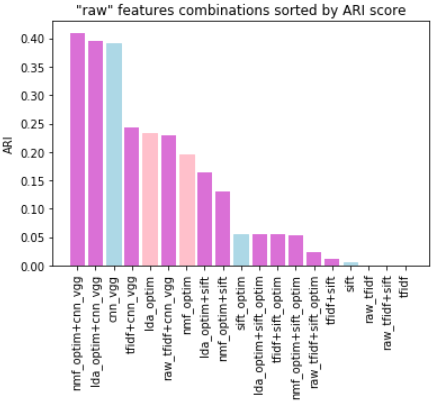 "raw" features combinations sorted by ARI score
ARI
0.40
0.35
0.30
0.25
0.20
0.15
0.10
0.05
0.00
nmf_optim+cnn_vgg
lda_optim+cnn_vgg
cnn_vgg
tfidf+cnn_vgg
lda_optim
raw_tfidf+cnn_vgg
nmf_optim
lda_optim+sift
nmf_optim+sift
sift_optim
lda_optim+sift_optim
tfidf+sift_optim
nmf_optim+sift_optim
raw_tfidf+sift_optim
tfidf+sift
sift
raw_tfidf
raw_tfidf+sift
tfidf